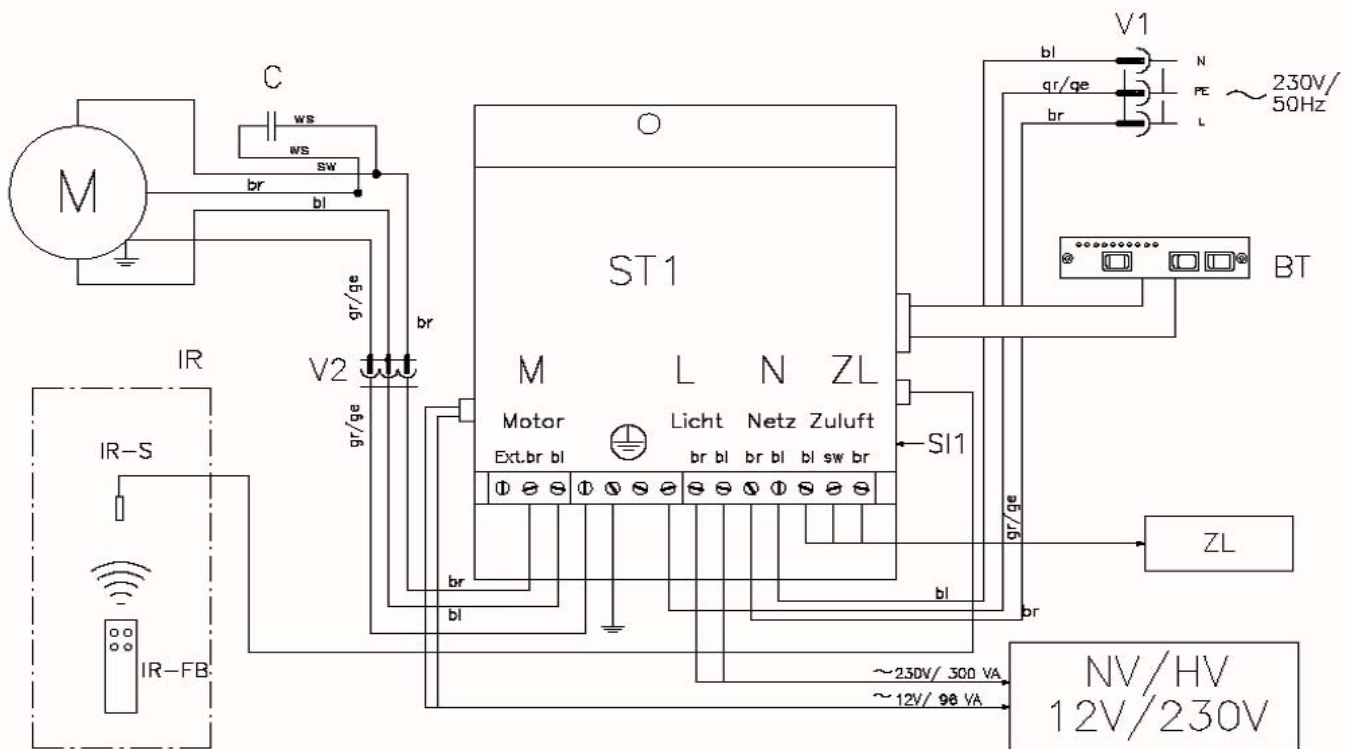 V1
bl
N
C
gr/ge
PE
~ 230V/
50Hz
ws
br
L
ws
sw
M
br
bl
ST1
BT
gr/ge
br
IR
V2
M
L
N
ZL
gr/ge
Motor
Licht
Netz
Zuluft
SI1
IR-S
Ext.
br
bl
br
bl
br
bl
bl
sw
br
gr/ge
ZL
br
bl
bl
br
IR-FB
~230V/ 300 VA
~12V/ 96 VA
NV/HV
12V/230V